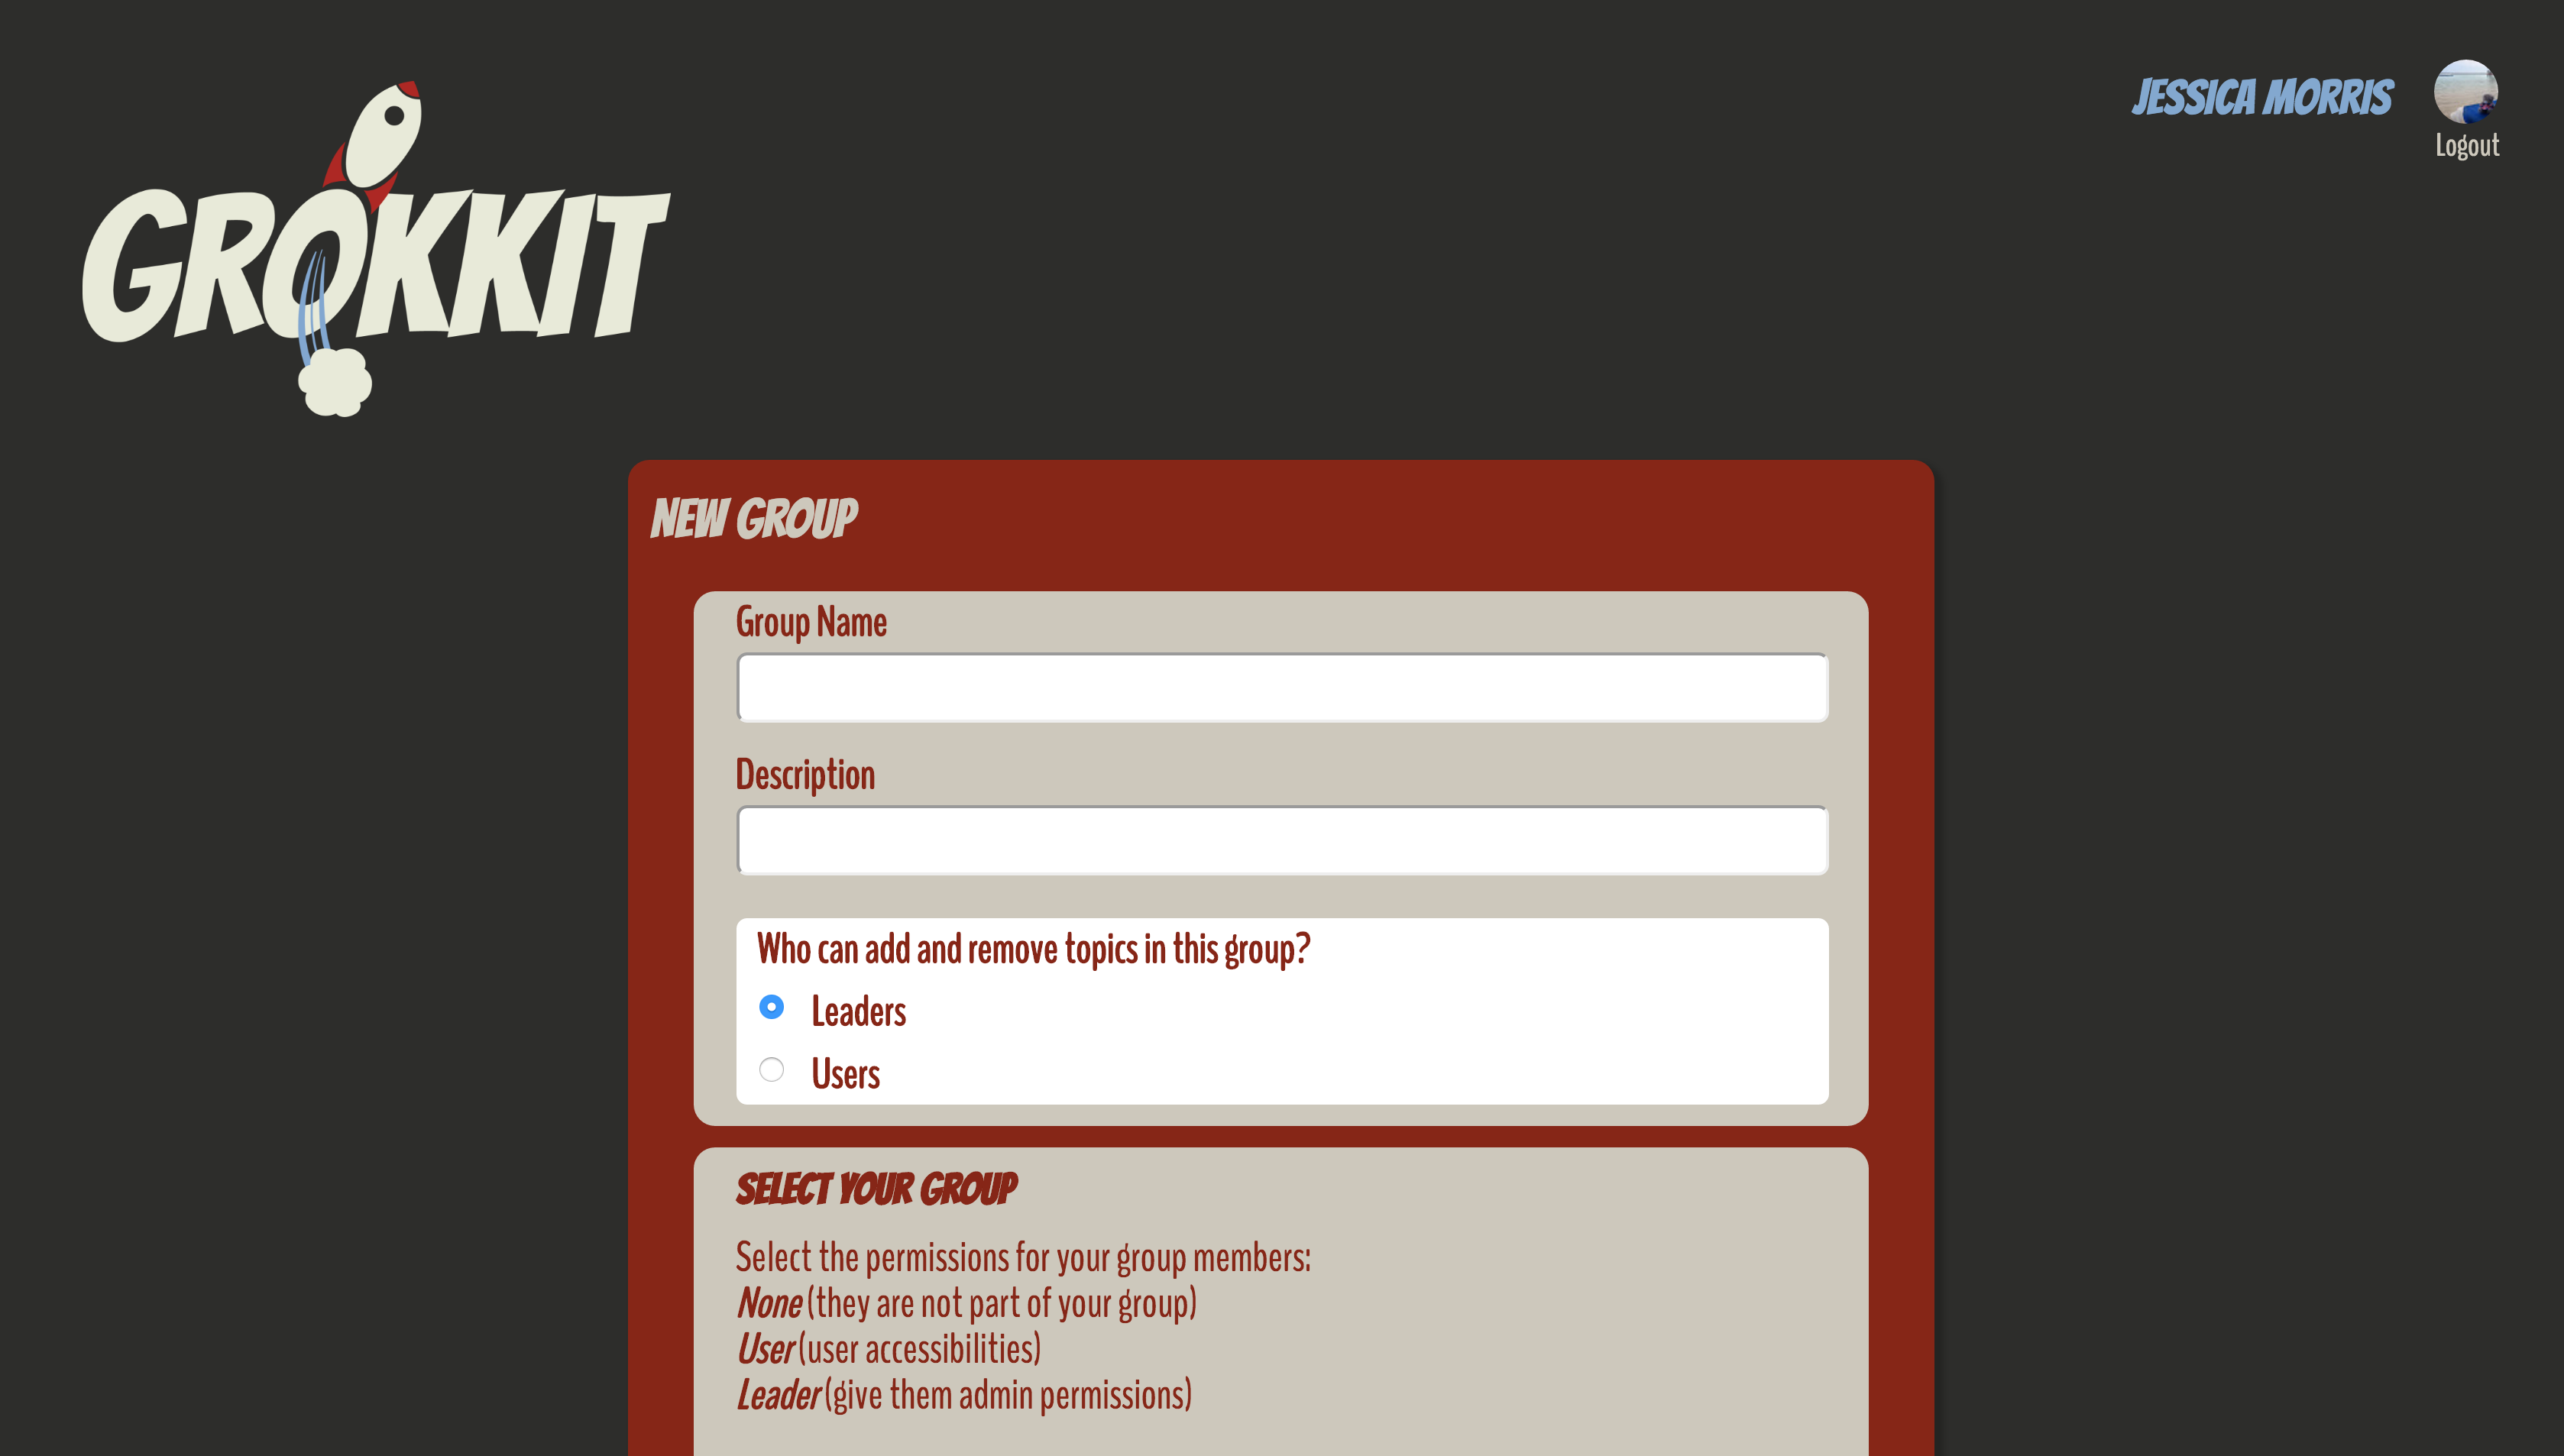 JESSICA MORRIS
Logout
GROKKIT
NEW GROUP
Group Name
Description
Who can add and remove topics in this group?
Leaders
Users
SELECT YOUR GROUP
Select the permissions for your group members:
None (they are not part of your group)
User (user accessibilities)
Leader (give them admin permissions)